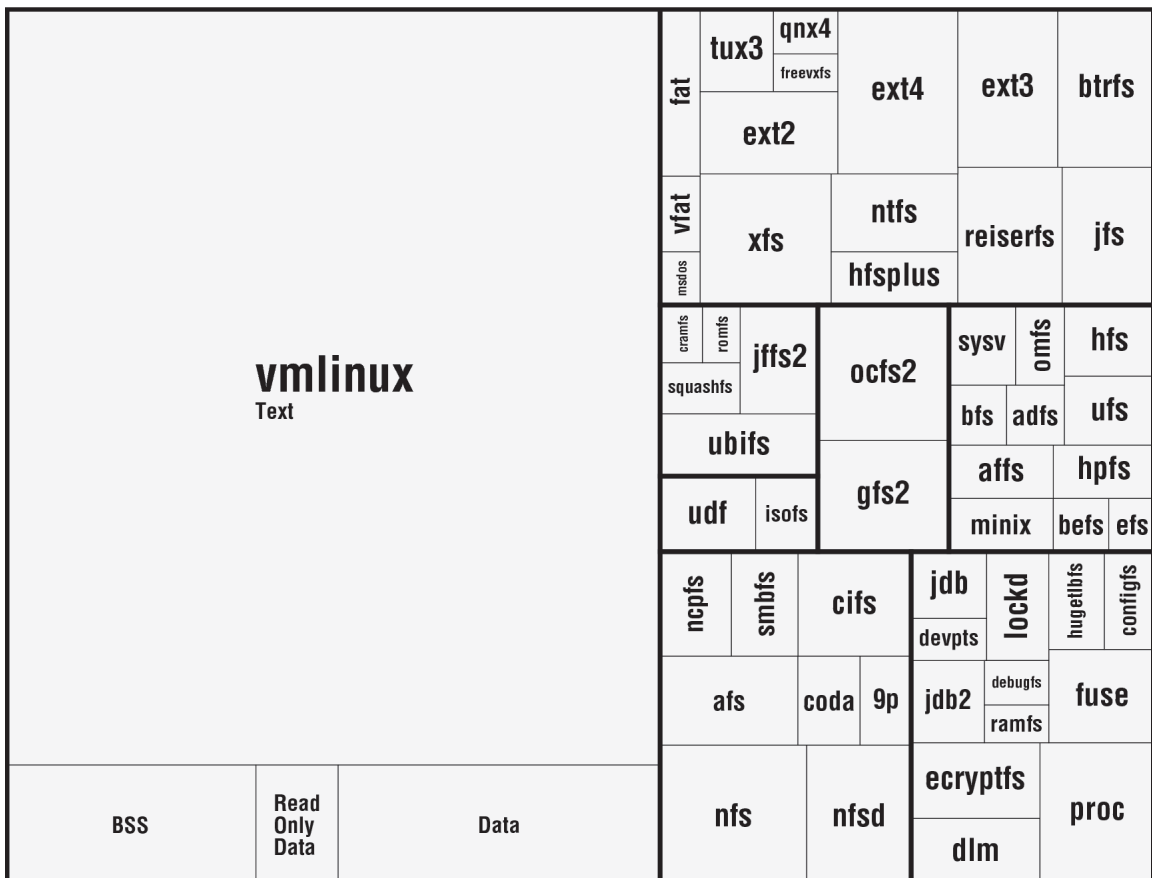 vmlinux
Text
BSS
Read
Only
Data
Data
fat
tux3
qnx4
freevxfs
ext2
ext4
ext3
btrfs
vfat
msdos
xfs
ntfs
hfsplus
reiserfs
jfs
cramfs
romfs
jffs2
squashfs
ubifs
udf
isofs
ocfs2
gfs2
sysv
omfs
hfs
bfs
adfs
ufs
affs
hpfs
minix
befs
efs
ncpfs
smbfs
cifs
afs
coda
9p
nfs
nfsd
jdb
devpts
lockd
hugetlbfs
configfs
jdb2
debugfs
ramfs
fuse
ecryptfs
dlm
proc